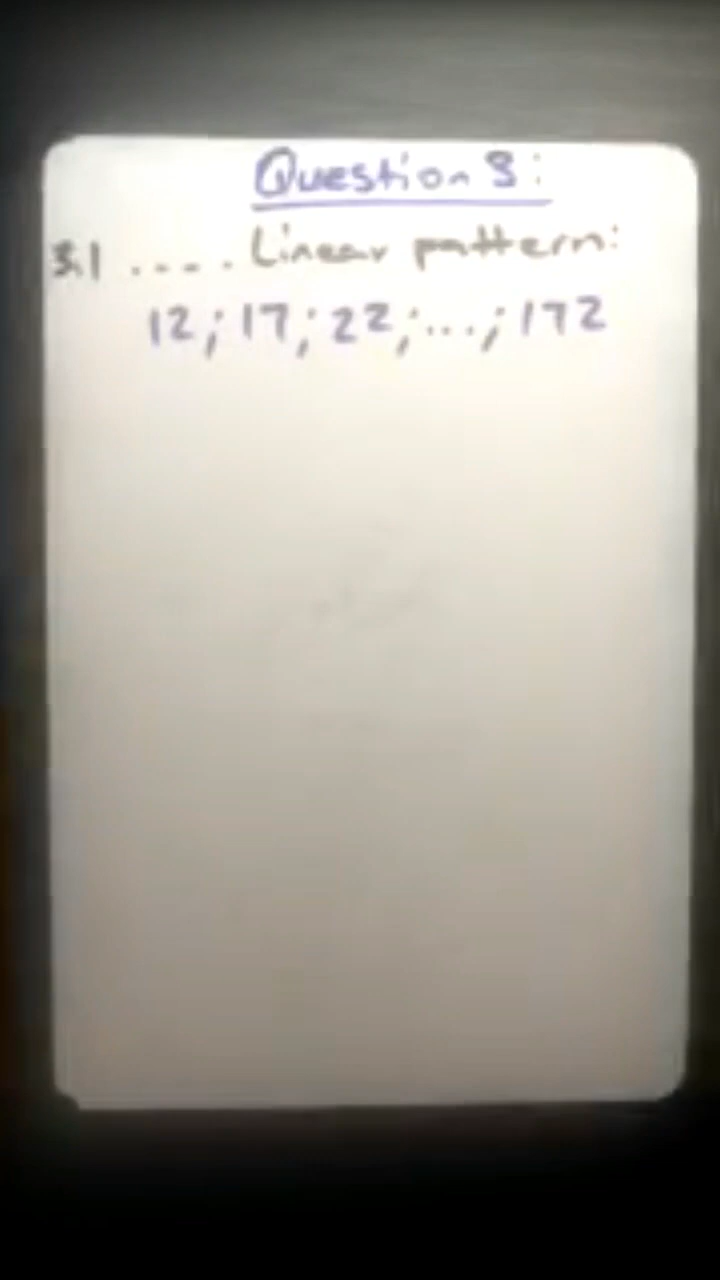 Question 3:
3.1 .... Linear pattern:
12; 17; 22; ...; 172